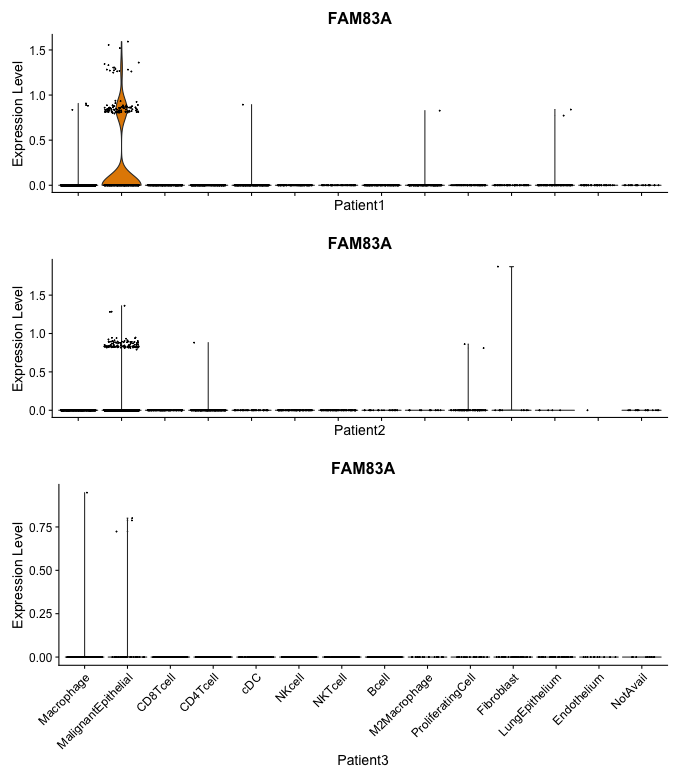 FAM83A
Expression Level
1.5
1.0
0.5
0.0
Patient1
FAM83A
Expression Level
1.5
1.0
0.5
0.0
Patient2
FAM83A
Expression Level
0.75
0.50
0.25
0.00
Macrophage
MalignantEpithelial
CD8Tcell
CD4Tcell
cDC
NKcell
NKTcell
Bcell
M2Macrophage
ProliferatingCell
Fibroblast
LungEpithelium
Endothelium
NotAvail
Patient3